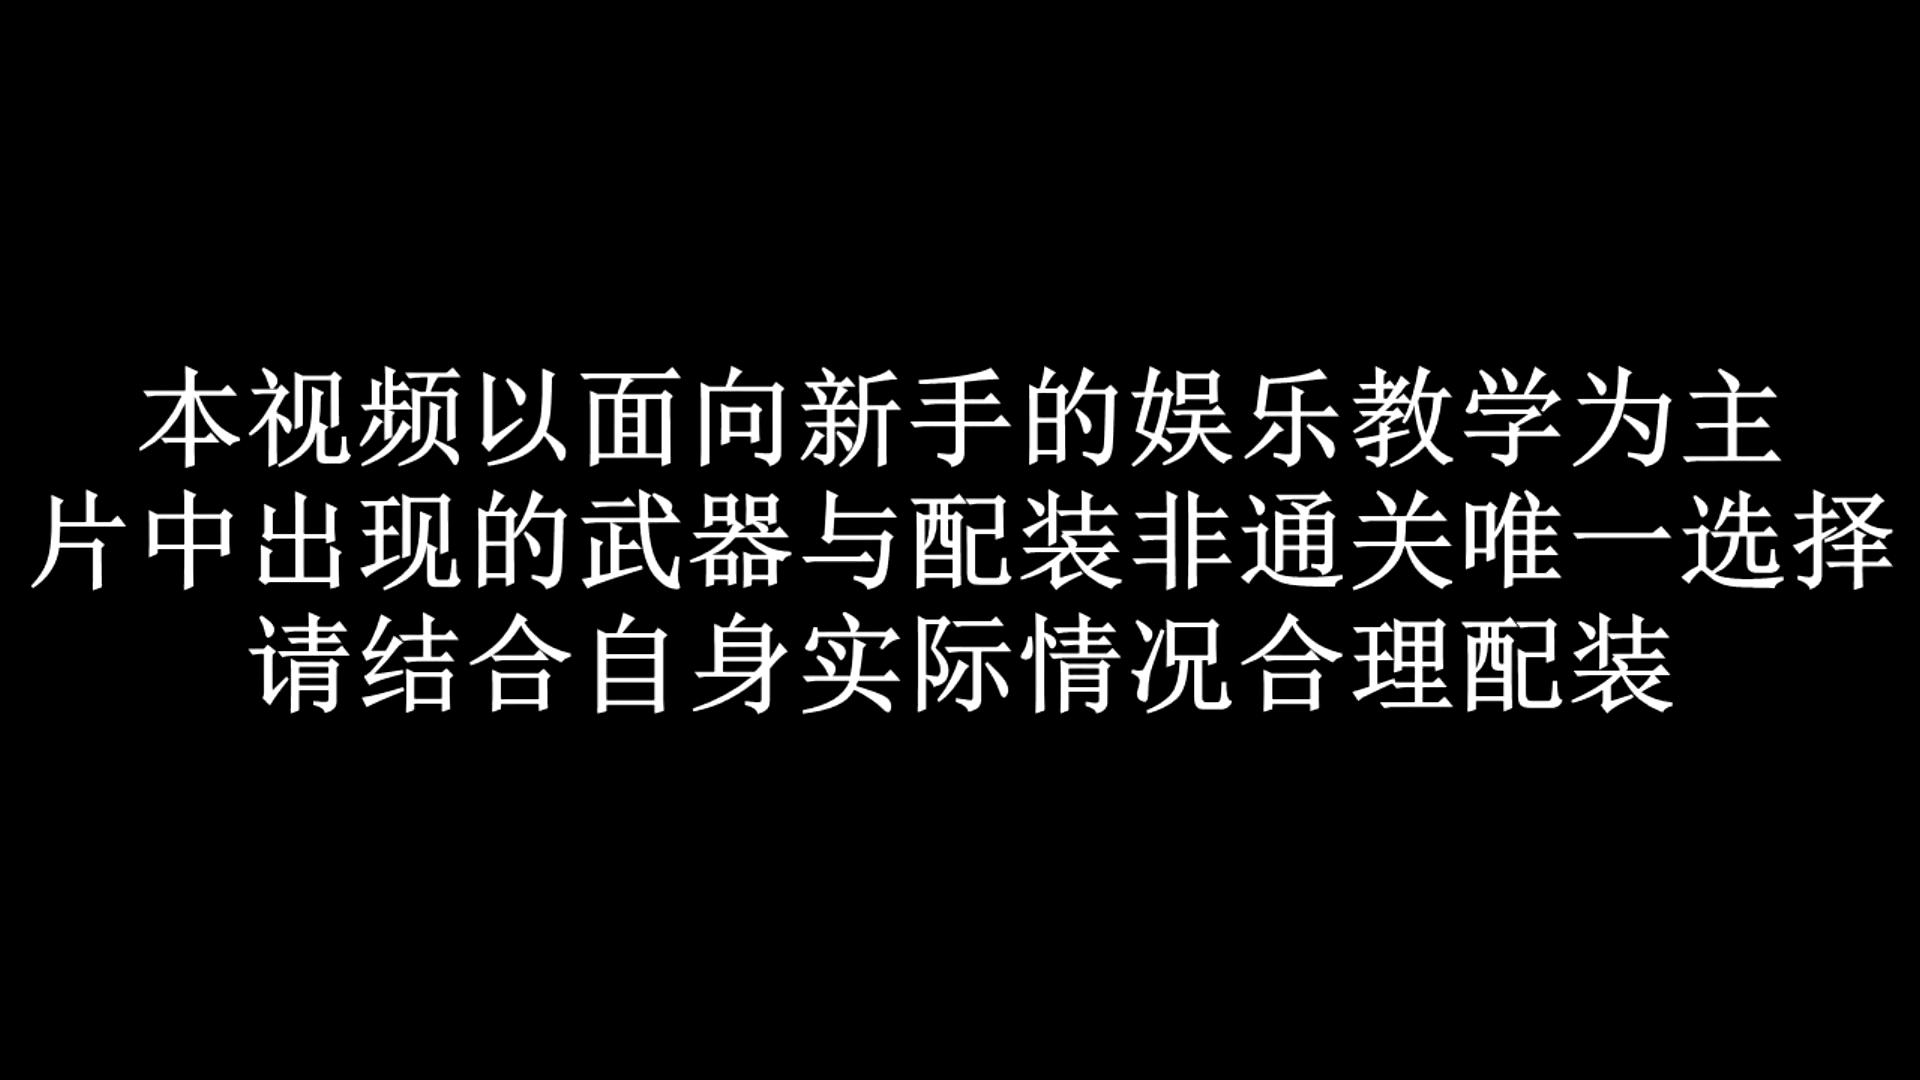 本视频以面向新手的娱乐教学为主
片中出现的武器与配装非通关唯一选择
请结合自身实际情况合理配装